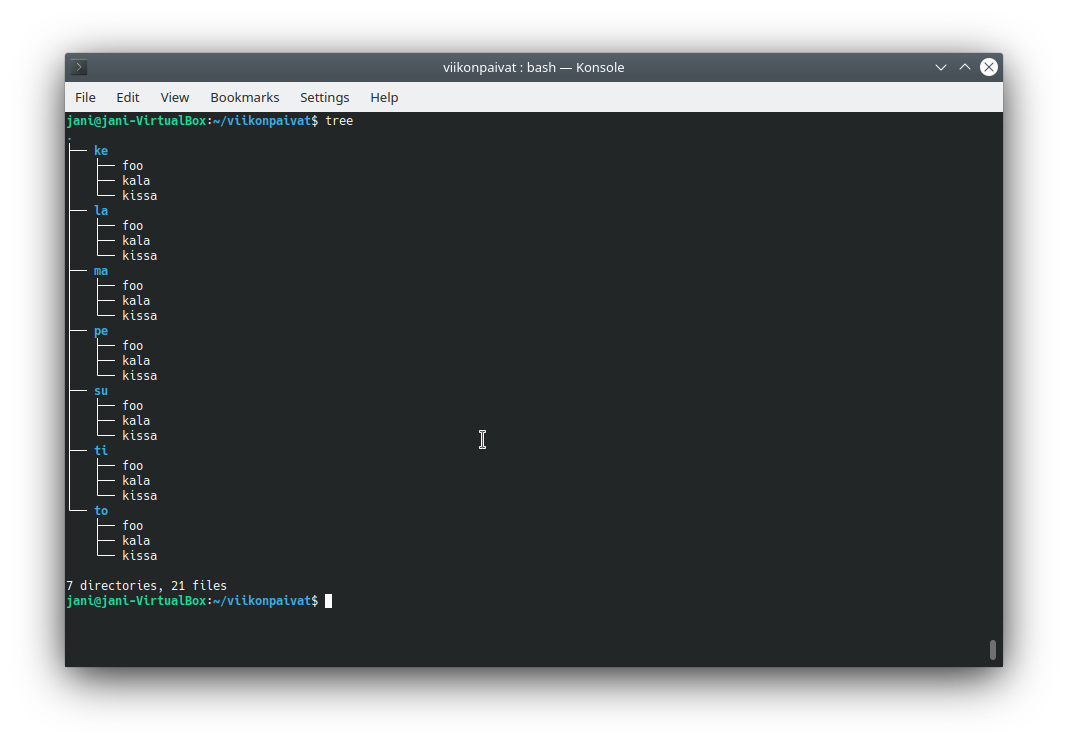 viikonpaivat : bash — Konsole
File Edit View Bookmarks Settings Help
jani@jani-VirtualBox:~/viikonpaivat$ tree
.
├── ke
│   ├── foo
│   ├── kala
│   └── kissa
├── la
│   ├── foo
│   ├── kala
│   └── kissa
├── ma
│   ├── foo
│   ├── kala
│   └── kissa
├── pe
│   ├── foo
│   ├── kala
│   └── kissa
├── su
│   ├── foo
│   ├── kala
│   └── kissa
├── ti
│   ├── foo
│   ├── kala
│   └── kissa
└── to
    ├── foo
    ├── kala
    └── kissa
7 directories, 21 files
jani@jani-VirtualBox:~/viikonpaivat$